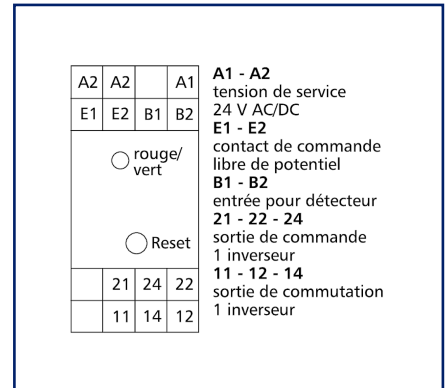 A2 A2 A1
E1 E2 B1 B2
rouge/
vert
Reset
21 24 22
11 14 12
A1 - A2
tension de service
24 V AC/DC
E1 - E2
contact de commande
libre de potentiel
B1 - B2
entrée pour détecteur
21 - 22 - 24
sortie de commande
1 inverseur
11 - 12 - 14
sortie de commutation
1 inverseur